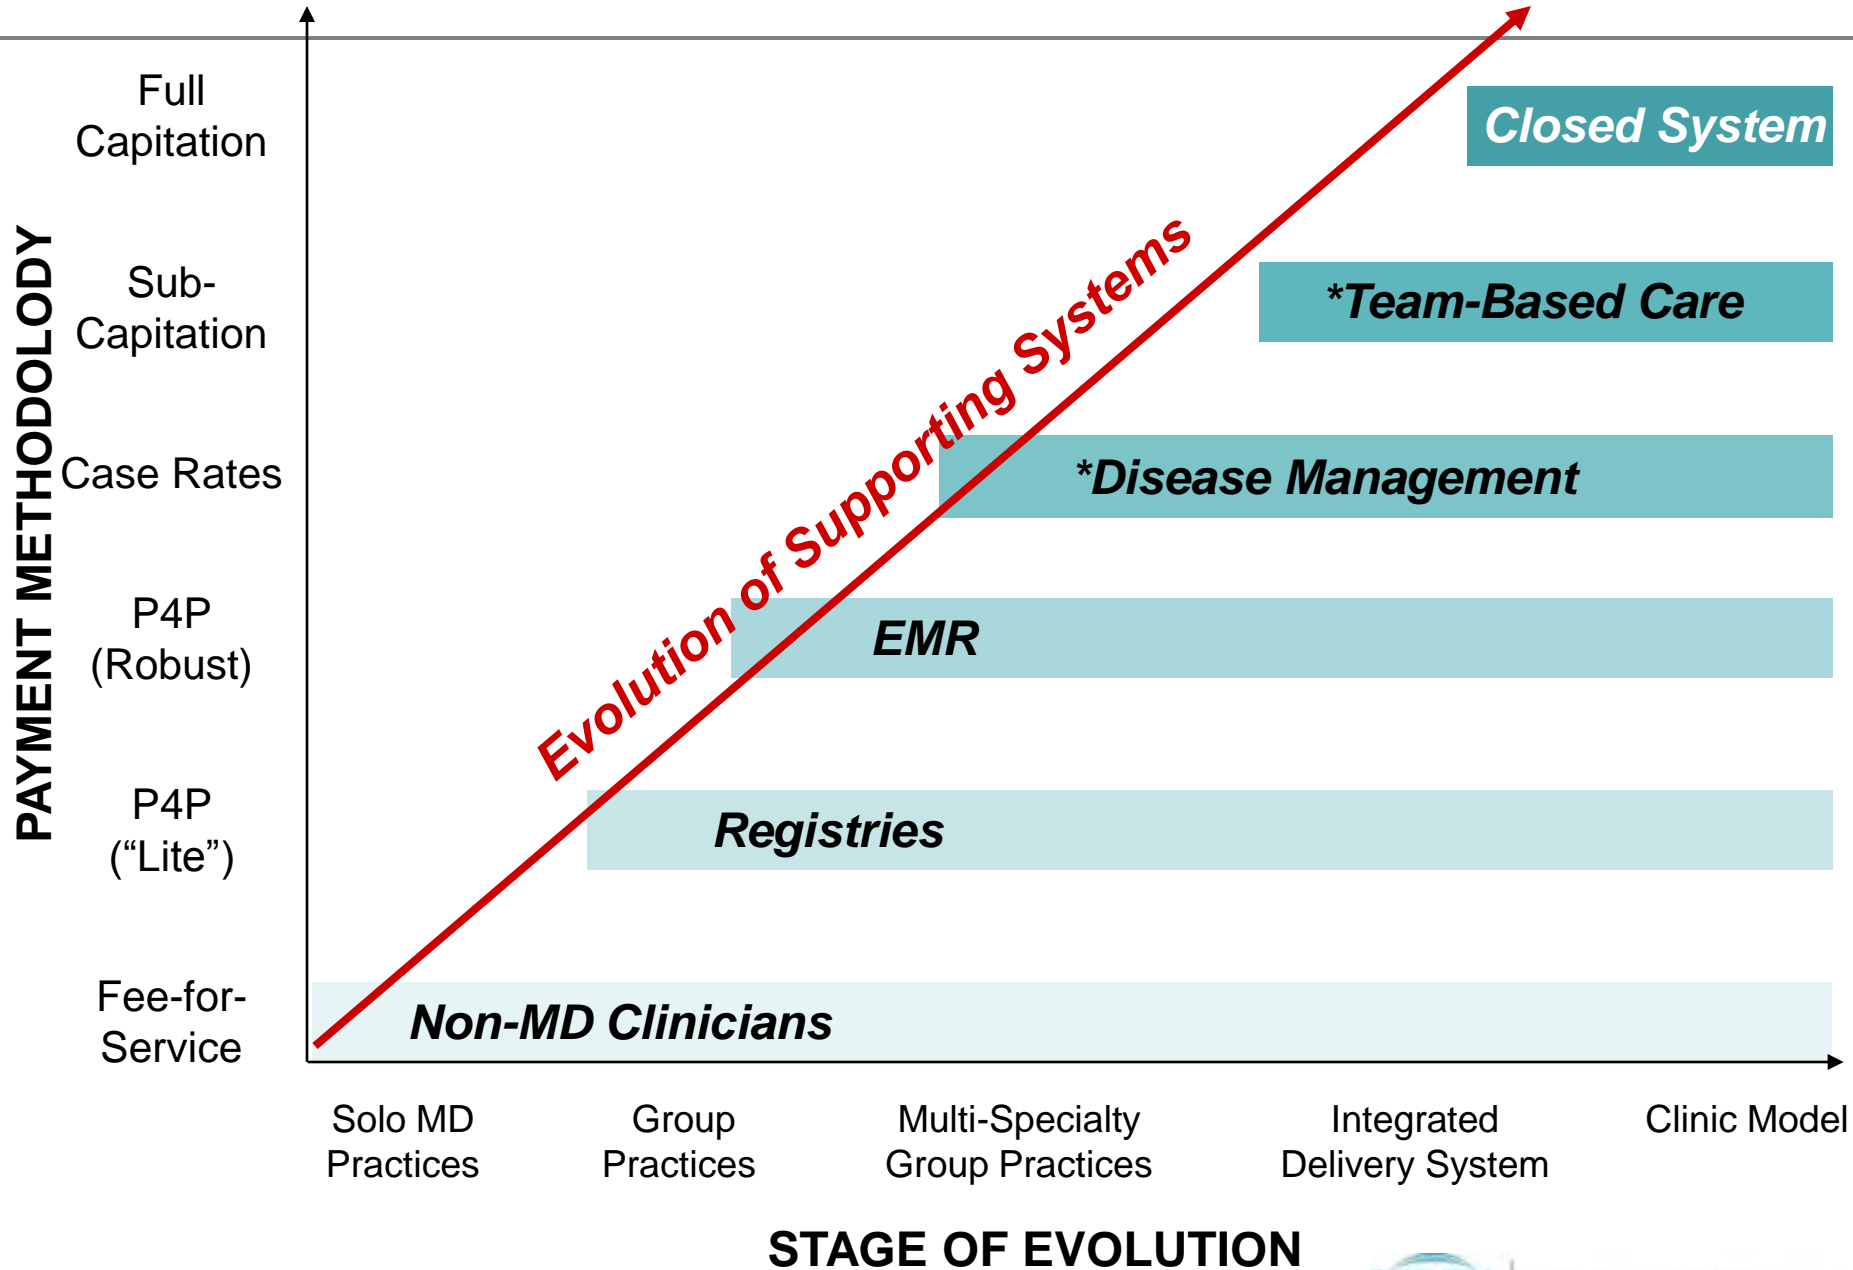 Full
Capitation
Closed System
PAYMENT METHODOLODY
Sub-
Capitation
*Team-Based Care
Evolution of Supporting Systems
Case Rates
*Disease Management
P4P
(Robust)
EMR
P4P
(“Lite”)
Registries
Fee-for-
Service
Non-MD Clinicians
Solo MD
Practices
Group
Practices
Multi-Specialty
Group Practices
Integrated
Delivery System
Clinic Model
STAGE OF EVOLUTION